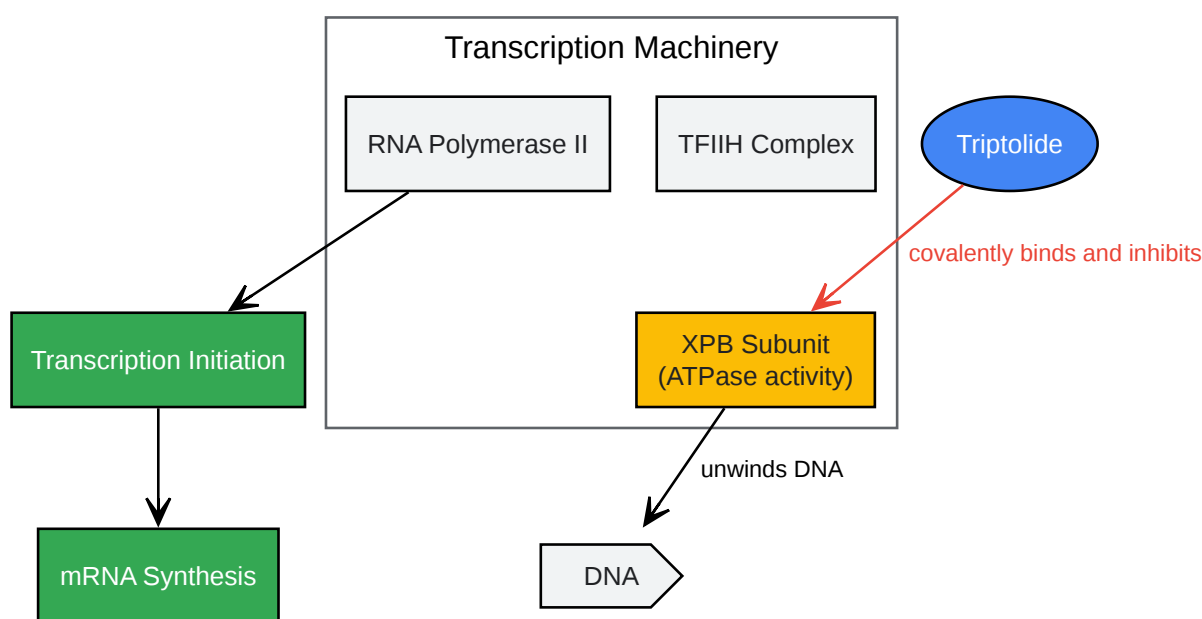 Transcription Machinery
RNA Polymerase II
TFIIH Complex
Triptolide
covalently binds and inhibits
Transcription Initiation
XPB Subunit
(ATPase activity)
unwinds DNA
mRNA Synthesis
DNA